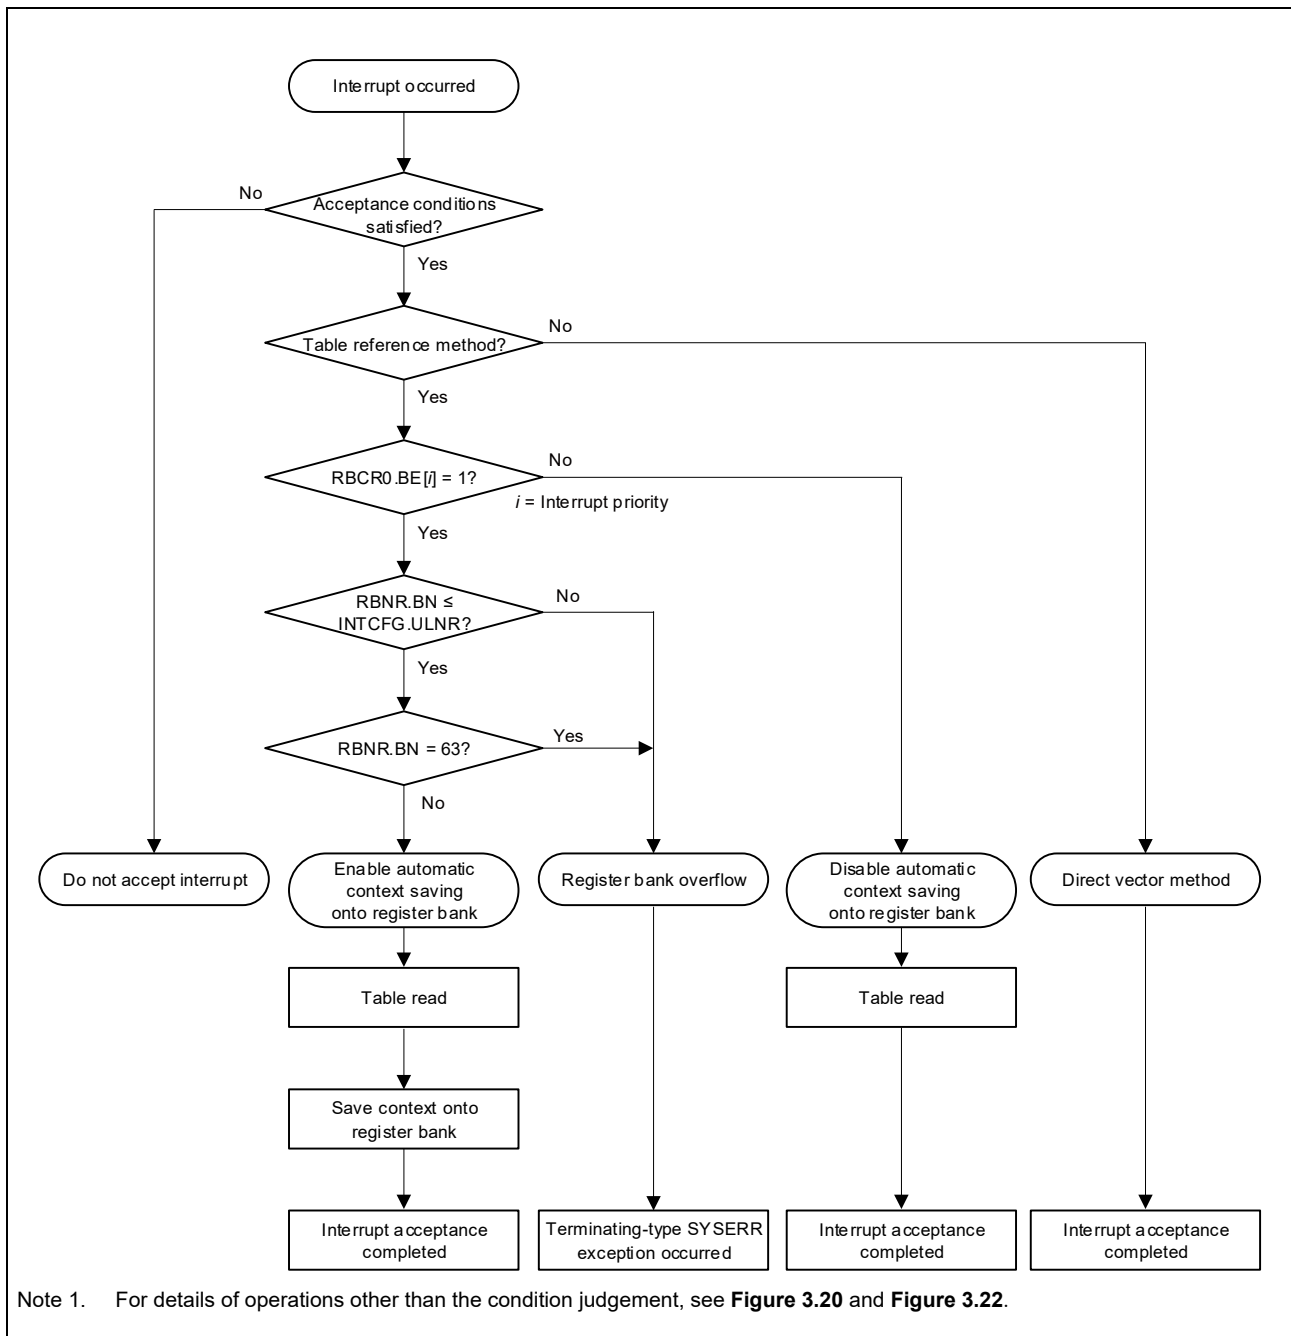 Interrupt occurred
No
Acceptance conditions
satisfied?
Yes
No
Table reference method?
Yes
No
RBCR0.BE[i] = 1?
i = Interrupt priority
Yes
RBNR.BN ≤
INTCFG.ULNR?
No
Yes
RBNR.BN = 63?
Yes
No
Do not accept interrupt
Enable automatic
context saving
onto register bank
Register bank overflow
Disable automatic
context saving
onto register bank
Direct vector method
Table read
Table read
Save context onto
register bank
Interrupt acceptance
completed
Terminating-type SYSERR
exception occurred
Interrupt acceptance
completed
Interrupt acceptance
completed
Note 1. For details of operations other than the condition judgement, see Figure 3.20 and Figure 3.22.